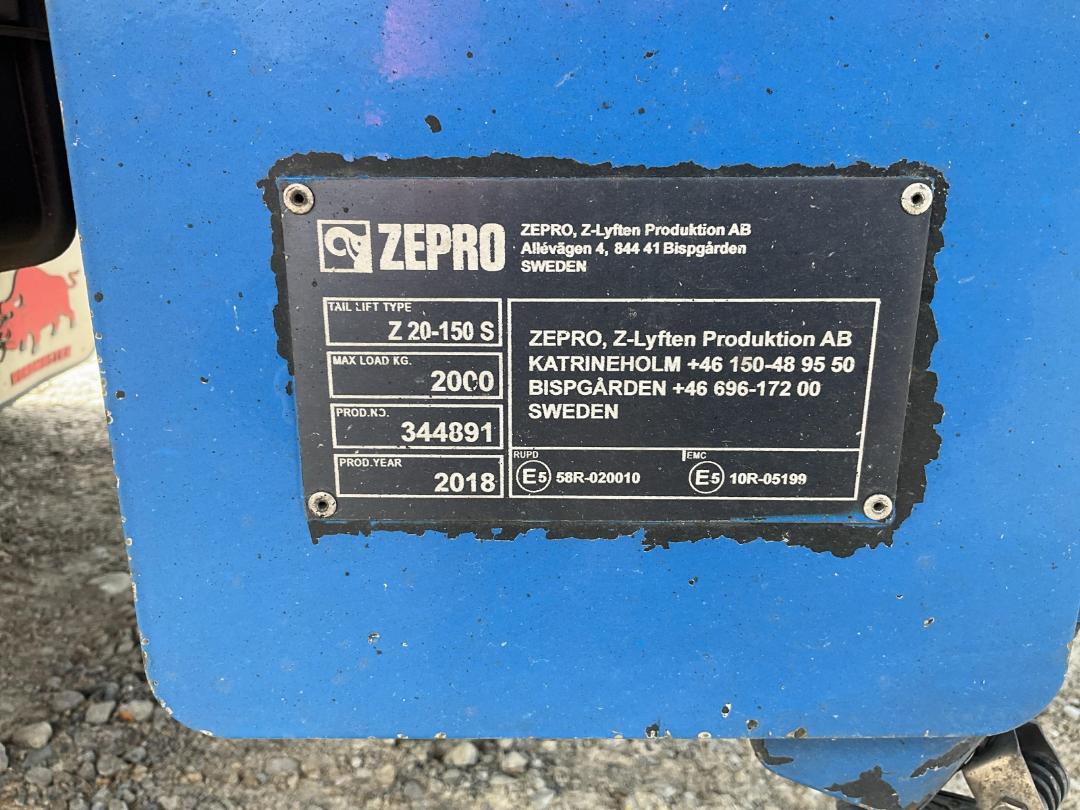 ZEPRO
ZEPRO, Z-Lyften Produktion AB
Allévägen 4, 844 41 Bispgården
SWEDEN
TAIL LIFT TYPE
Z 20-150 S
MAX LOAD KG.
2000
PROD.NO.
344891
PROD.YEAR
2018
ZEPRO, Z-Lyften Produktion AB
KATRINEHOLM +46 150-48 95 50
BISPGÅRDEN +46 696-172 00
SWEDEN
RUPD
E5 58R-020010
EMC
E5 10R-05199